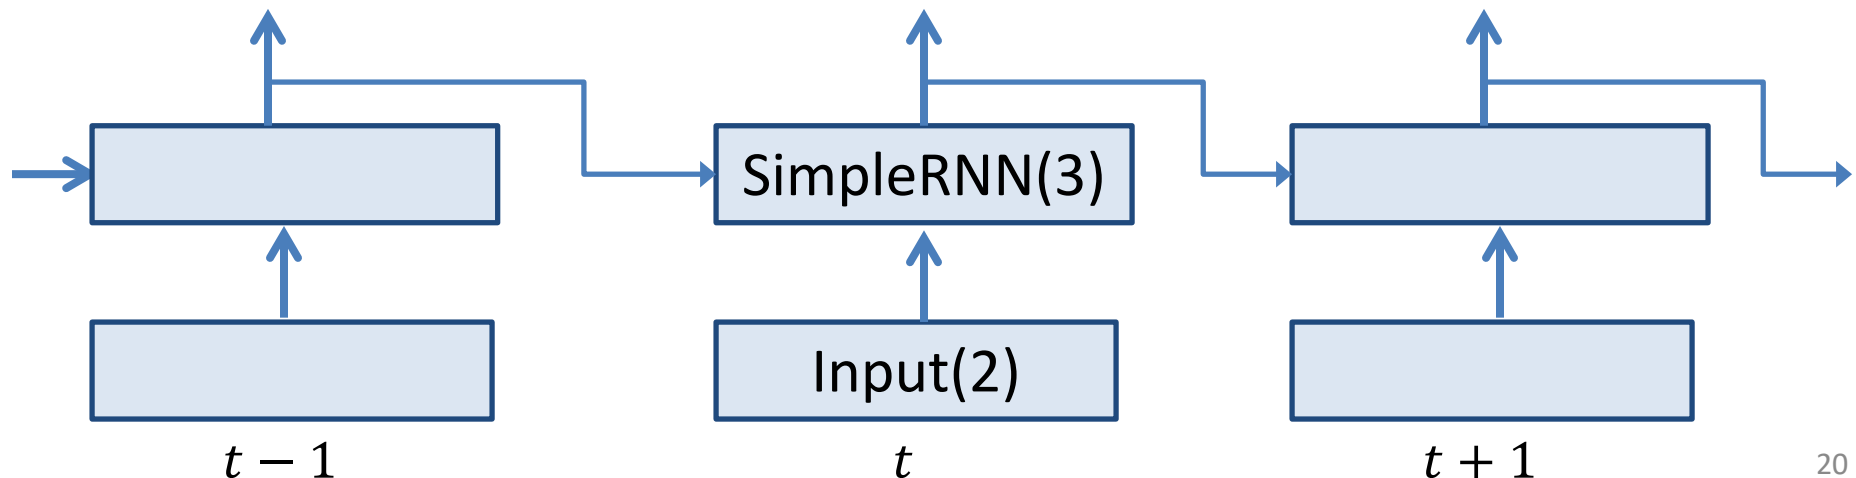 SimpleRNN(3)
Input(2)
t − 1
t
t + 1
20